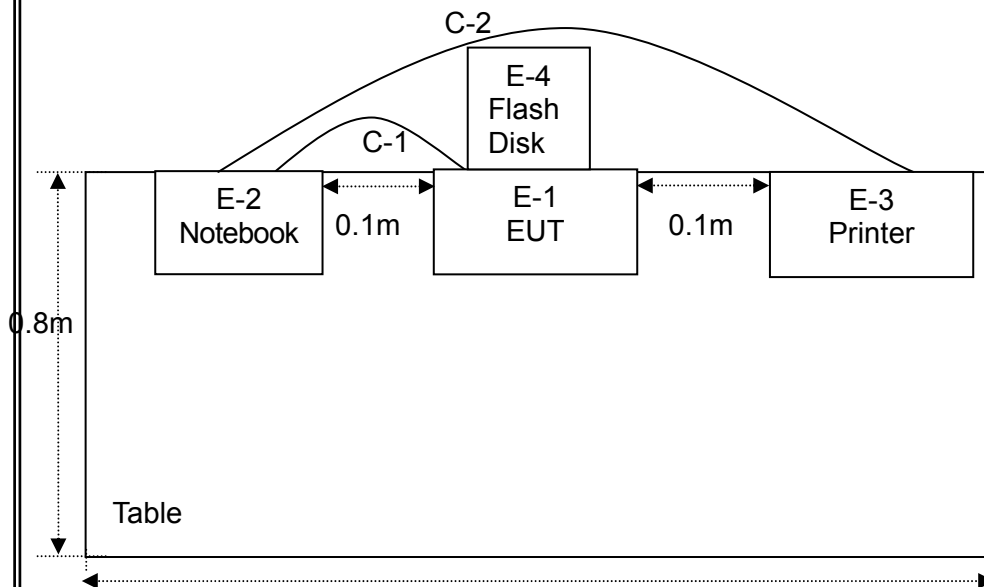 C-2
E-4
Flash
Disk
C-1
E-2
Notebook
0.1m
E-1
EUT
0.1m
E-3
Printer
0.8m
Table